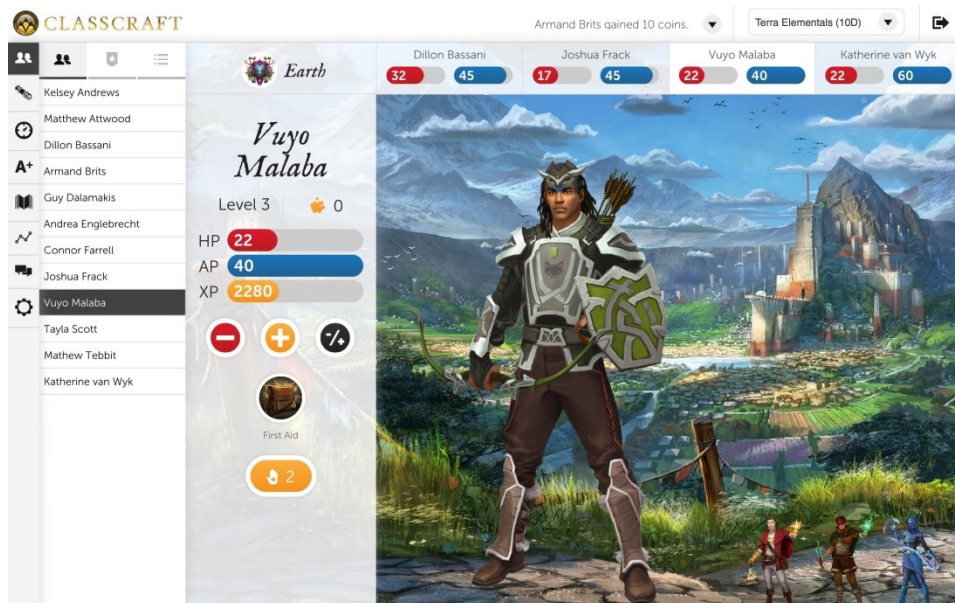 CLASSCRAFT
Armand Brits gained 10 coins.
Terra Elementals (10D)
A+
Kelsey Andrews
Matthew Attwood
Dillon Bassani
Armand Brits
Guy Dalamakis
Andrea Englebrecht
Connor Farrell
Joshua Frack
Vuyo Malaba
Tayla Scott
Mathew Tebbit
Katherine van Wyk
Earth
Vuyo
Malaba
Level 3 0
HP 22
AP 40
XP 2280
First Aid
2
Dillon Bassani
32 45
Joshua Frack
17 45
Vuyo Malaba
22 40
Katherine van Wyk
22 60